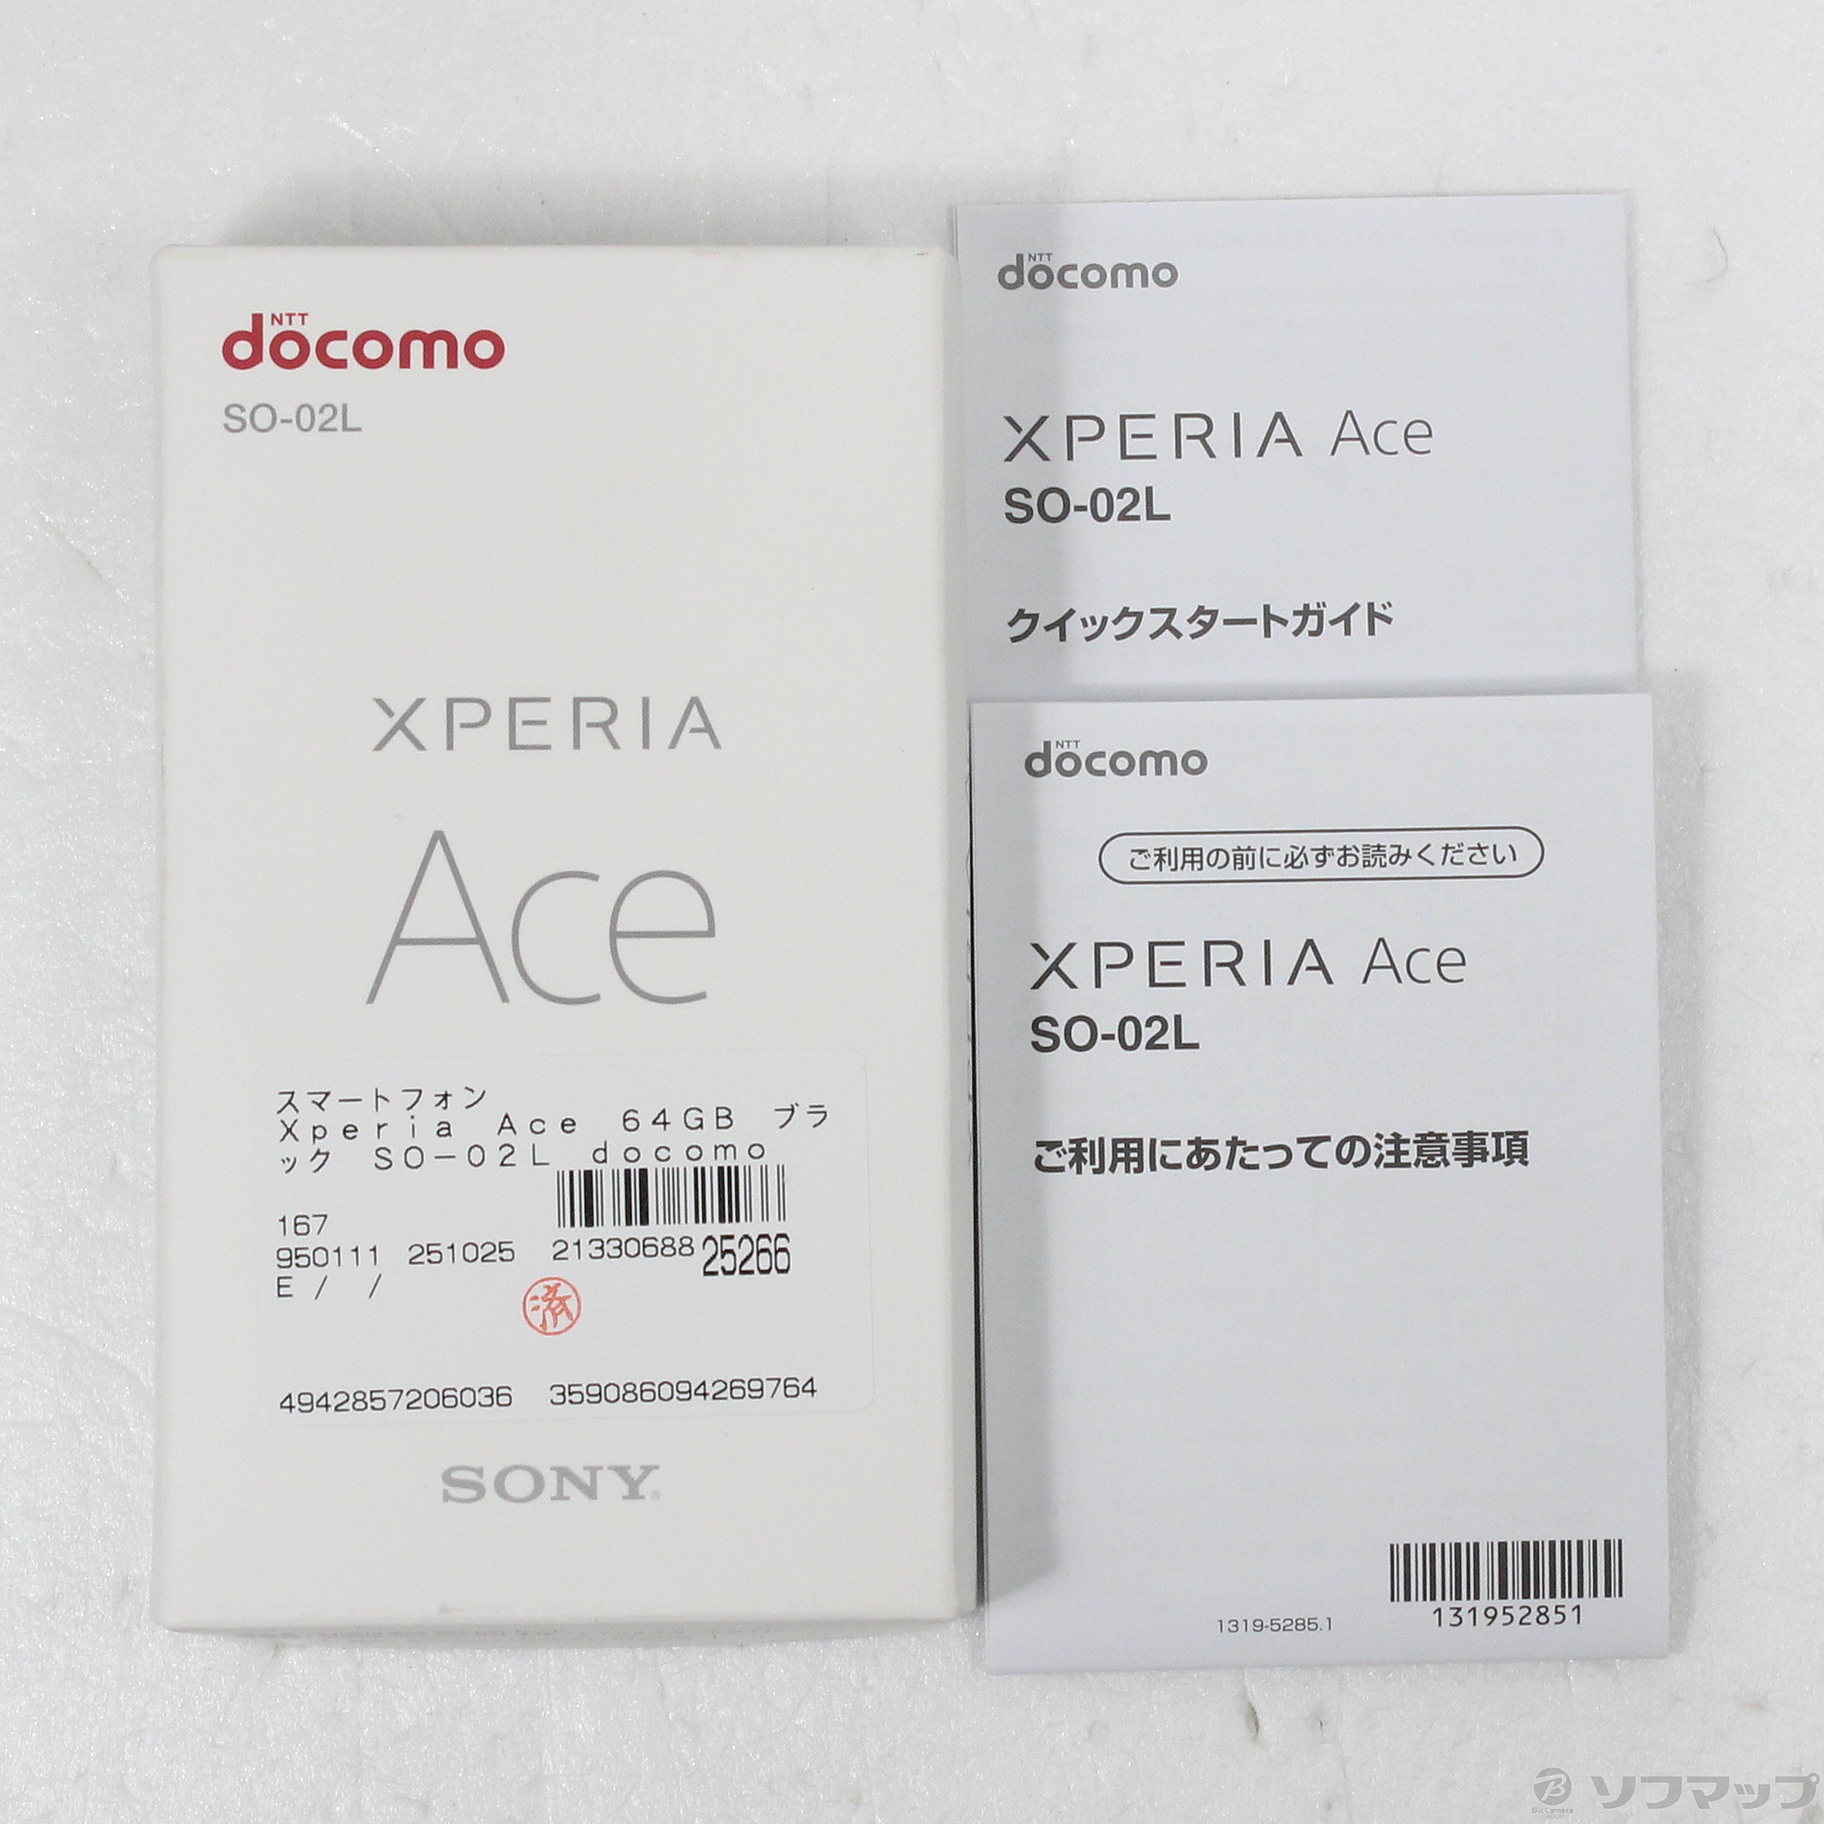 NTT
docomo
SO-02L
XPERIA
Ace
スマートフォン
Xperia Ace 64GB ブラ
ック SO-02L docomo
167
950111 251025 21330688 25266
E / /
済
4942857206036 359086094269764
SONY
NTT
docomo
XPERIA Ace
SO-02L
クイックスタートガイド
NTT
docomo
ご利用の前に必ずお読みください
XPERIA Ace
SO-02L
ご利用にあたっての注意事項
1319-5285.1
131952851
BicCamera
GROUP
ソフマップ